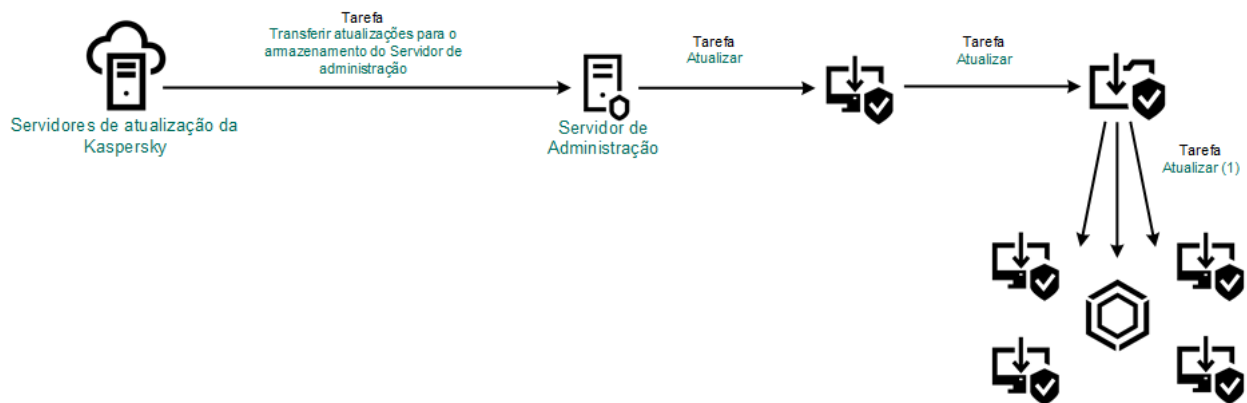 Tarefa
Transferir atualizações para o
armazenamento do Servidor de
administração
Tarefa
Atualizar
Tarefa
Atualizar
Servidores de atualização da
Kaspersky
Servidor de
Administração
Tarefa
Atualizar (1)